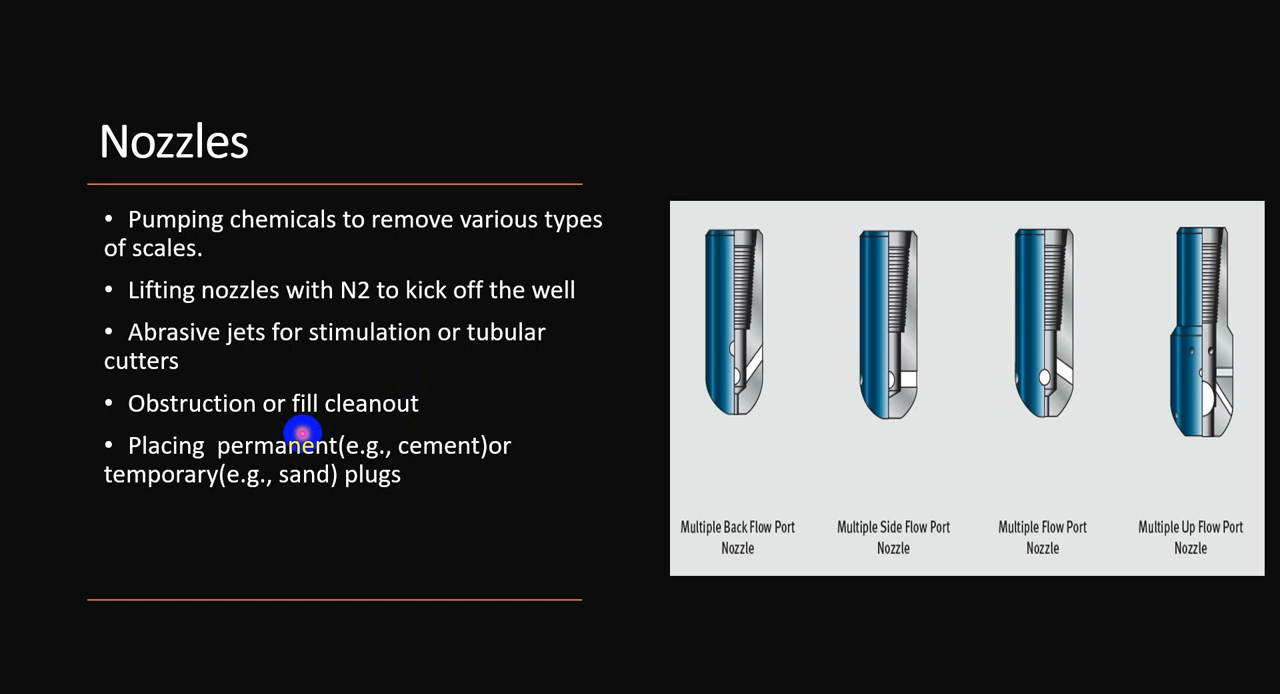 Nozzles
• Pumping chemicals to remove various types
of scales.
• Lifting nozzles with N2 to kick off the well
• Abrasive jets for stimulation or tubular
cutters
• Obstruction or fill cleanout
• Placing  permanent(e.g., cement)or
temporary(e.g., sand) plugs
Multiple Back Flow Port
Nozzle
Multiple Side Flow Port
Nozzle
Multiple Flow Port
Nozzle
Multiple Up Flow Port
Nozzle